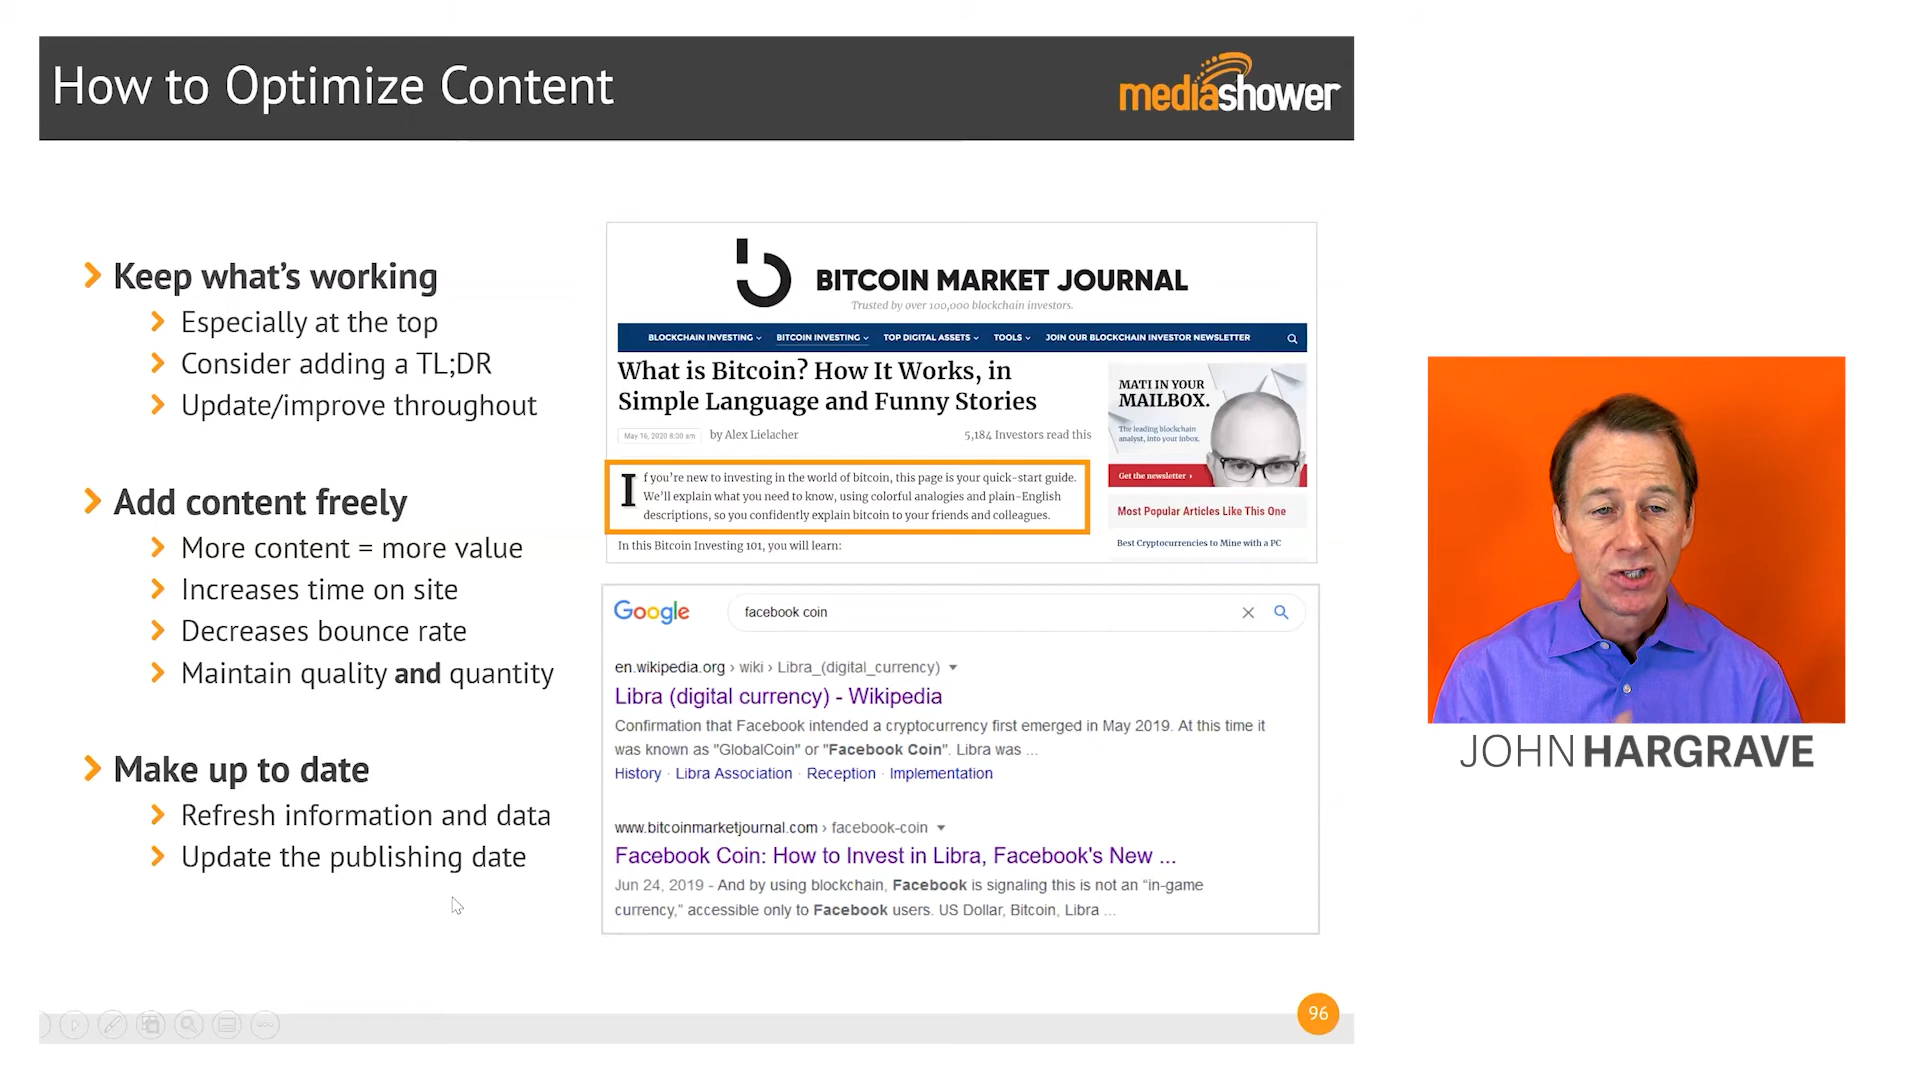 How to Optimize Content
mediashower
Keep what's working
Especially at the top
Consider adding a TL;DR
Update/improve throughout
Add content freely
More content = more value
Increases time on site
Decreases bounce rate
Maintain quality and quantity
Make up to date
Refresh information and data
Update the publishing date
BITCOIN MARKET JOURNAL
Trusted by over 100,000 blockchain investors.
BLOCKCHAIN INVESTING BITCOIN INVESTING TOP DIGITAL ASSETS TOOLS JOIN OUR BLOCKCHAIN INVESTOR NEWSLETTER
What is Bitcoin? How It Works, in
Simple Language and Funny Stories
May 16, 2020 8:00 am by Alex Lielacher 5,184 Investors read this
If you're new to investing in the world of bitcoin, this page is your quick-start guide.
We'll explain what you need to know, using colorful analogies and plain-English
descriptions, so you confidently explain bitcoin to your friends and colleagues.
In this Bitcoin Investing 101, you will learn:
MATI IN YOUR
MAILBOX.
The leading blockchain
analyst, into your inbox.
Get the newsletter ›
Most Popular Articles Like This One
Best Cryptocurrencies to Mine with a PC
Google
facebook coin
en.wikipedia.org › wiki › Libra_(digital_currency)
Libra (digital currency) - Wikipedia
Confirmation that Facebook intended a cryptocurrency first emerged in May 2019. At this time it
was known as "GlobalCoin" or "Facebook Coin". Libra was ...
History · Libra Association · Reception · Implementation
www.bitcoinmarketjournal.com › facebook-coin
Facebook Coin: How to Invest in Libra, Facebook's New ...
Jun 24, 2019 - And by using blockchain, Facebook is signaling this is not an “in-game
currency,” accessible only to Facebook users. US Dollar, Bitcoin, Libra ...
JOHN HARGRAVE
96